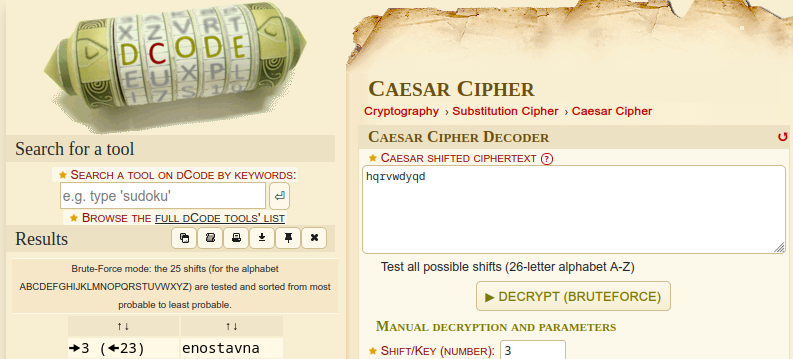 X Z V R T
D C O D E
E U X P L
Search for a tool
★ SEARCH A TOOL ON DCODE BY KEYWORDS:
e.g. type 'sudoku'
★ BROWSE THE FULL DCODE TOOLS' LIST
Results
Brute-Force mode: the 25 shifts (for the alphabet
ABCDEFGHIJKLMNOPQRSTUVWXYZ) are tested and sorted from most
probable to least probable.
↑↓ ↑↓
➔3 (🡰23) enostavna
CAESAR CIPHER
Cryptography › Substitution Cipher › Caesar Cipher
CAESAR CIPHER DECODER
★ CAESAR SHIFTED CIPHERTEXT ?
hqrvwdyqd
Test all possible shifts (26-letter alphabet A-Z)
▶ DECRYPT (BRUTEFORCE)
MANUAL DECRYPTION AND PARAMETERS
★ SHIFT/KEY (NUMBER): 3